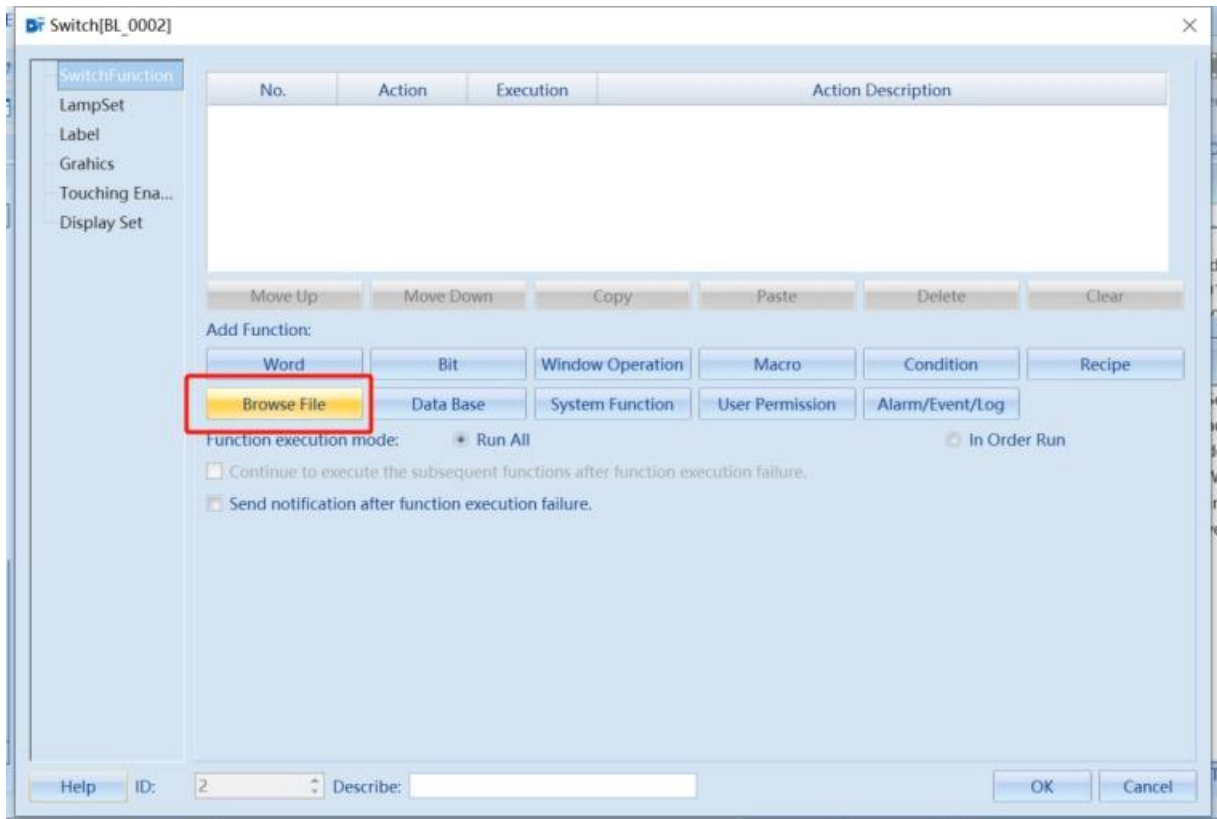 Switch[BL_0002]
SwitchFunction
LampSet
Label
Grahics
Touching Ena...
Display Set
No. Action Execution Action Description
Move Up Move Down Copy Paste Delete Clear
Add Function:
Word Bit Window Operation Macro Condition Recipe
Browse File Data Base System Function User Permission Alarm/Event/Log
Function execution mode: Run All In Order Run
Continue to execute the subsequent functions after function execution failure.
Send notification after function execution failure.
Help ID: 2 Describe: OK Cancel